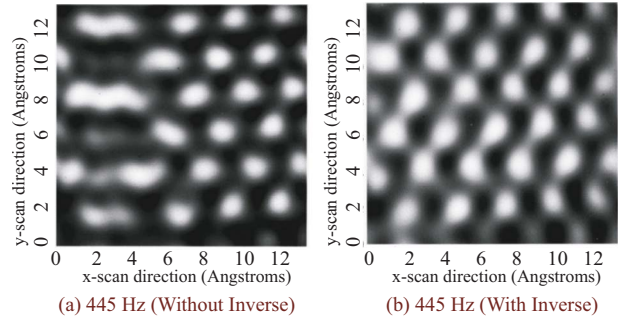 y-scan direction (Angstroms)
12
10
8
6
4
2
0
0 2 4 6 8 10 12
x-scan direction (Angstroms)
(a) 445 Hz (Without Inverse)
y-scan direction (Angstroms)
12
10
8
6
4
2
0
0 2 4 6 8 10 12
x-scan direction (Angstroms)
(b) 445 Hz (With Inverse)